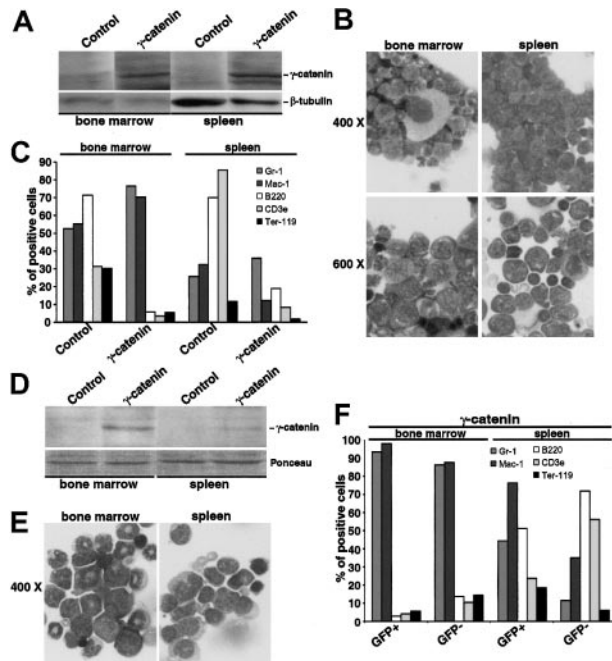 A
Control
γ-catenin
Control
γ-catenin
γ-catenin
β-tubulin
bone marrow
spleen
B
bone marrow
spleen
400 X
600 X
C
bone marrow
spleen
% of positive cells
90
80
70
60
50
40
30
20
10
0
Gr-1
Mac-1
B220
CD3e
Ter-119
Control
γ-catenin
Control
γ-catenin
D
Control
γ-catenin
Control
γ-catenin
γ-catenin
Ponceau
bone marrow
spleen
E
bone marrow
spleen
400 X
F
γ-catenin
bone marrow
spleen
% of positive cells
100
90
80
70
60
50
40
30
20
10
0
Gr-1
Mac-1
B220
CD3e
Ter-119
GFP+
GFP-
GFP+
GFP-